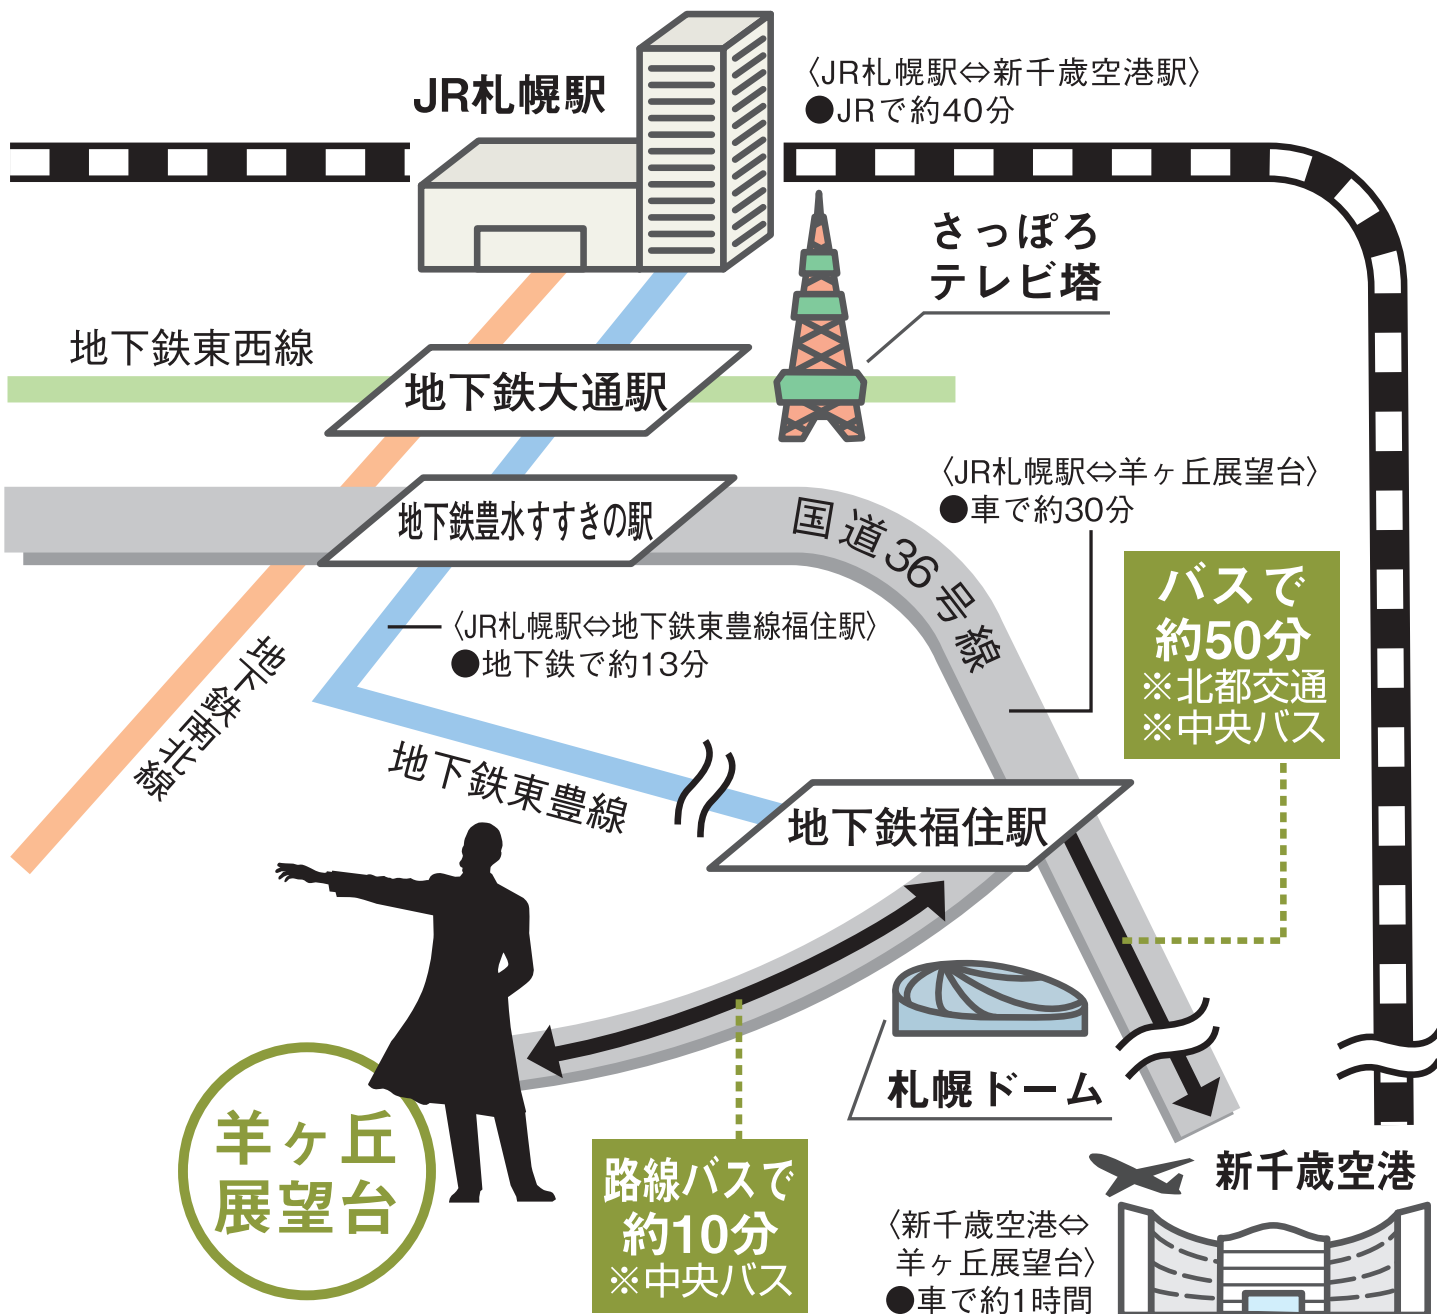 JR札幌駅
〈JR札幌駅⇔新千歳空港駅〉
●JRで約40分
さっぽろ
テレビ塔
地下鉄東西線
地下鉄大通駅
〈JR札幌駅⇔羊ヶ丘展望台〉
●車で約30分
地下鉄豊水すすきの駅
国道36号線
バスで
約50分
※北都交通
※中央バス
〈JR札幌駅⇔地下鉄東豊線福住駅〉
●地下鉄で約13分
地下鉄南北線
地下鉄東豊線
地下鉄福住駅
札幌ドーム
羊ヶ丘
展望台
路線バスで
約10分
※中央バス
新千歳空港
〈新千歳空港⇔
羊ヶ丘展望台〉
●車で約1時間